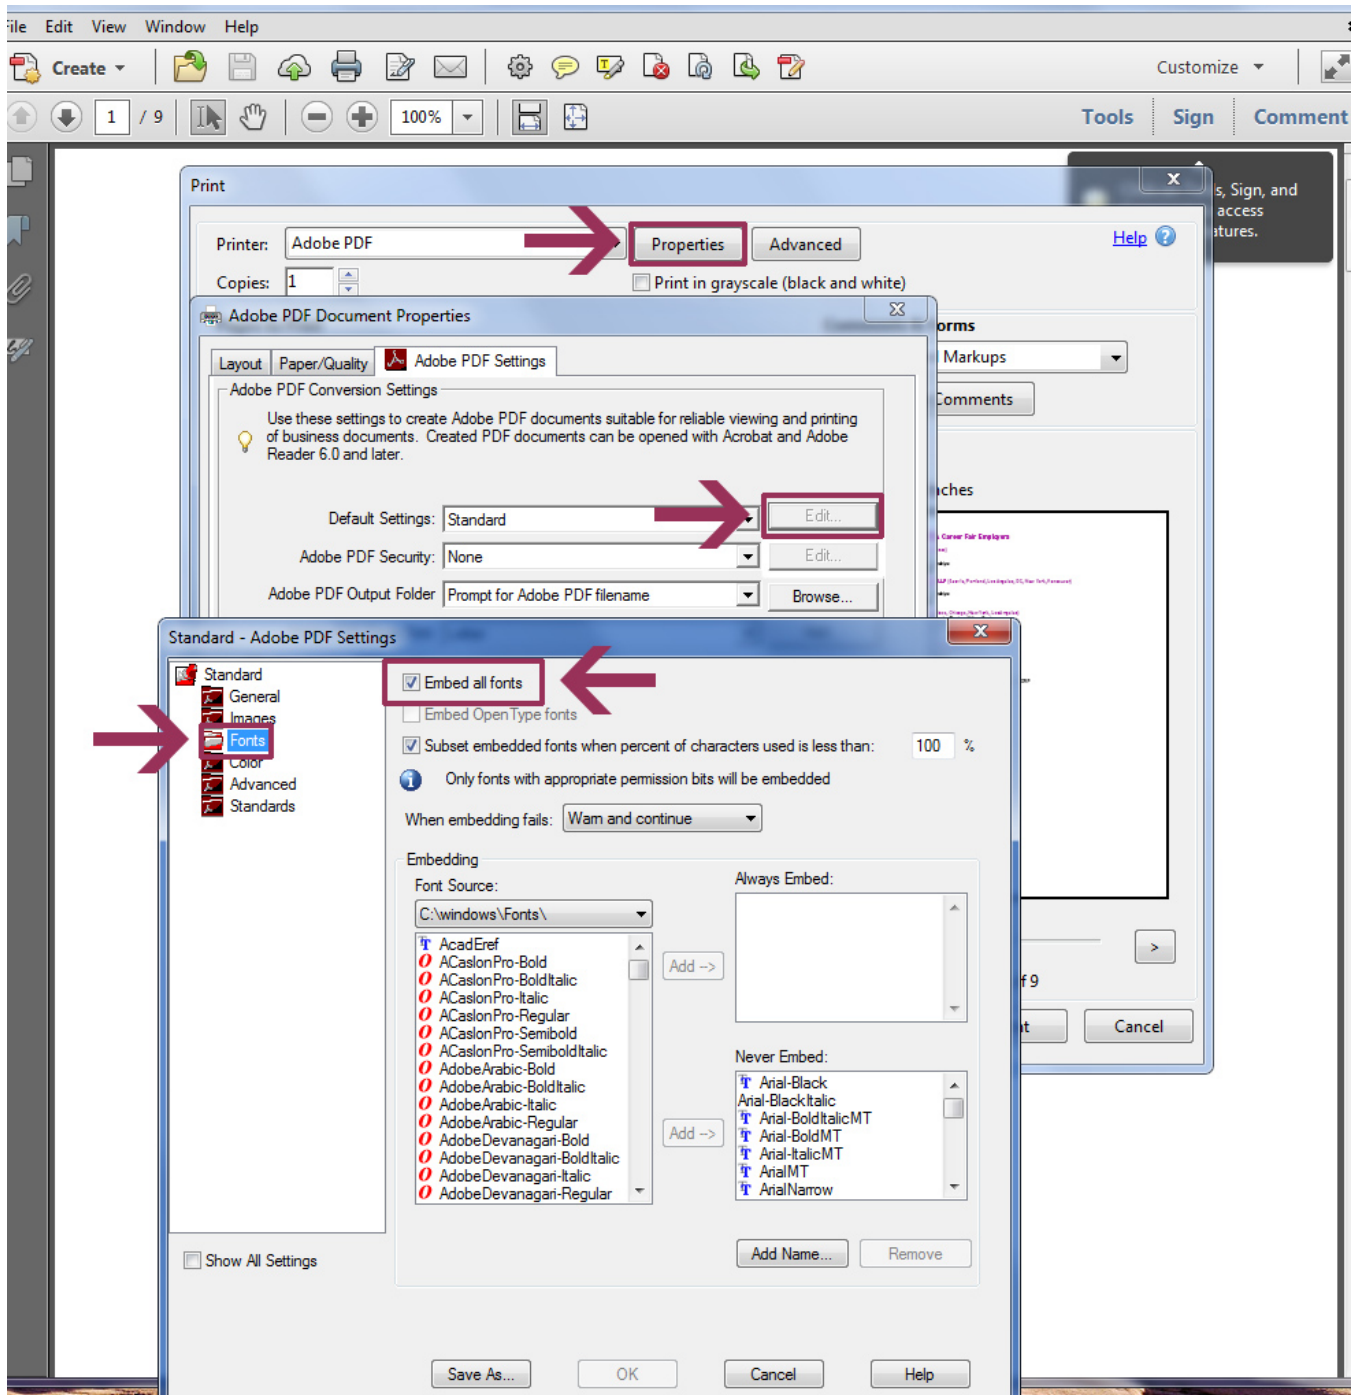 File Edit View Window Help
Create Customize
1 / 9 100% Tools Sign Comment
Print
s, Sign, and
access
atures.
Printer: Adobe PDF Properties Advanced Help
Copies: 1 Print in grayscale (black and white)
Adobe PDF Document Properties
orms
Layout Paper/Quality Adobe PDF Settings
Markups
Adobe PDF Conversion Settings
Comments
Use these settings to create Adobe PDF documents suitable for reliable viewing and printing
of business documents. Created PDF documents can be opened with Acrobat and Adobe
Reader 6.0 and later.
ches
Default Settings: Standard Edit...
Career Fair Employers
Adobe PDF Security: None Edit...
Adobe PDF Output Folder Prompt for Adobe PDF filename Browse...
Standard - Adobe PDF Settings
Standard
General
Images
Fonts
Color
Advanced
Standards
Embed all fonts
Embed OpenType fonts
Subset embedded fonts when percent of characters used is less than: 100 %
Only fonts with appropriate permission bits will be embedded
When embedding fails: Warn and continue
Embedding
Font Source:
C:\windows\Fonts\
AcadEref
ACaslonPro-Bold
ACaslonPro-BoldItalic
ACaslonPro-Italic
ACaslonPro-Regular
ACaslonPro-Semibold
ACaslonPro-SemiboldItalic
AdobeArabic-Bold
AdobeArabic-BoldItalic
AdobeArabic-Italic
AdobeArabic-Regular
AdobeDevanagari-Bold
AdobeDevanagari-BoldItalic
AdobeDevanagari-Italic
AdobeDevanagari-Regular
Add -->
Add -->
Always Embed:
Never Embed:
Arial-Black
Arial-BlackItalic
Arial-BoldItalicMT
Arial-BoldMT
Arial-ItalicMT
ArialMT
ArialNarrow
Add Name... Remove
>
f 9
Cancel
Show All Settings
Save As... OK Cancel Help